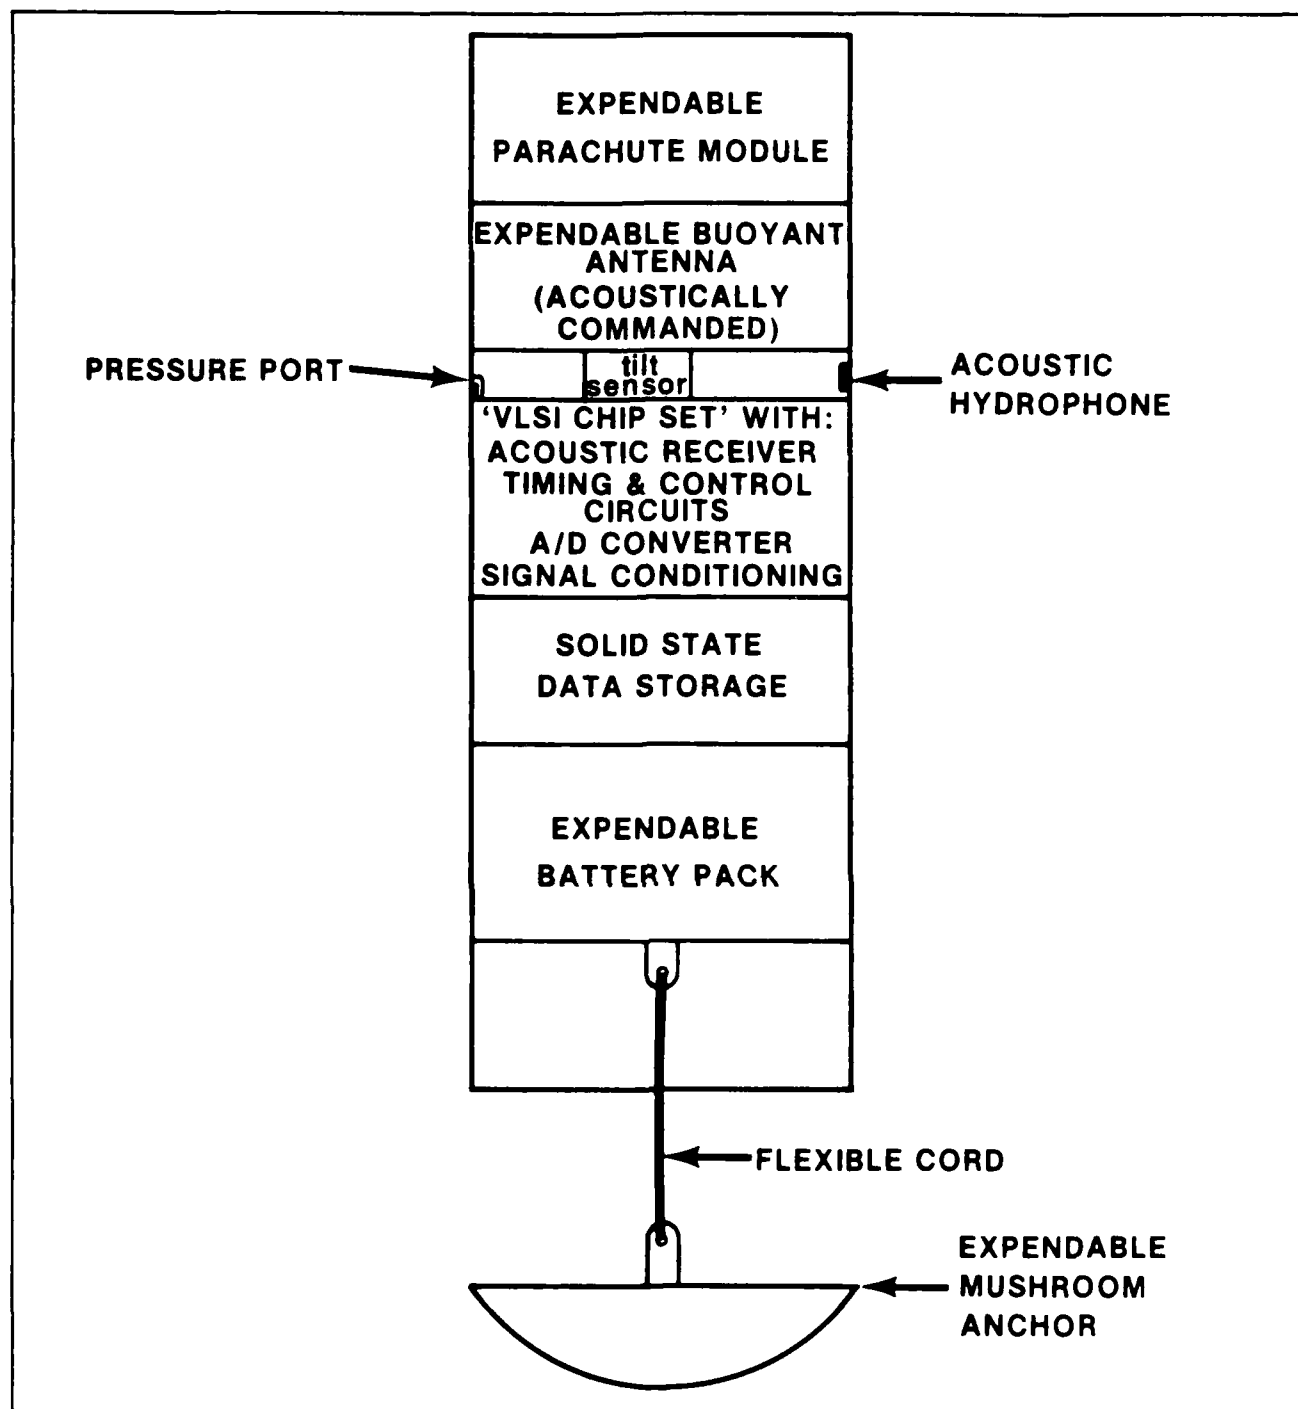 EXPENDABLE
PARACHUTE MODULE
EXPENDABLE BUOYANT
ANTENNA
(ACOUSTICALLY
COMMANDED)
PRESSURE PORT
tilt
sensor
ACOUSTIC
HYDROPHONE
'VLSI CHIP SET' WITH:
ACOUSTIC RECEIVER
TIMING & CONTROL
CIRCUITS
A/D CONVERTER
SIGNAL CONDITIONING
SOLID STATE
DATA STORAGE
EXPENDABLE
BATTERY PACK
FLEXIBLE CORD
EXPENDABLE
MUSHROOM
ANCHOR